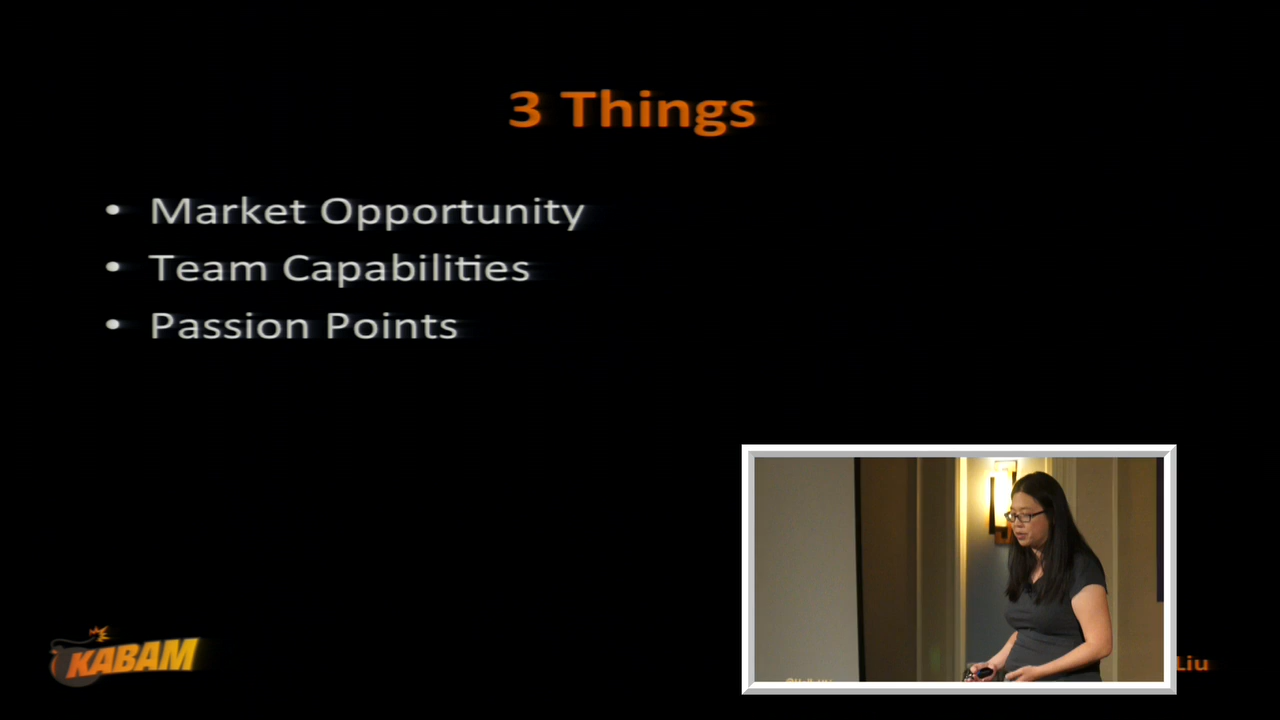 3 Things
• Market Opportunity
• Team Capabilities
• Passion Points
KABAM
Liu